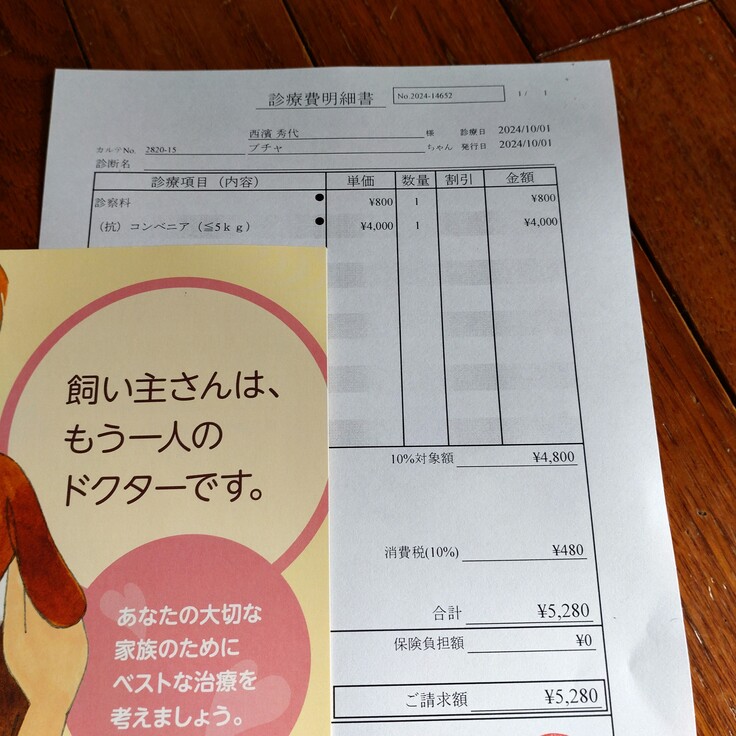 診療費明細書 No.2024-14652 1/ 1
西濱 秀代 様 診療日 2024/10/01
カルテNo. 2820-15 ブチャ ちゃん 発行日 2024/10/01
診断名
診療項目（内容） 単価 数量 割引 金額
診察料 ● ¥800 1 ¥800
（抗）コンベニア（≦5ｋｇ） ● ¥4,000 1 ¥4,000
10%対象額 ¥4,800
消費税(10%) ¥480
合計 ¥5,280
保険負担額 ¥0
ご請求額 ¥5,280
飼い主さんは、
もう一人の
ドクターです。
あなたの大切な
家族のために
ベストな治療を
考えましょう。